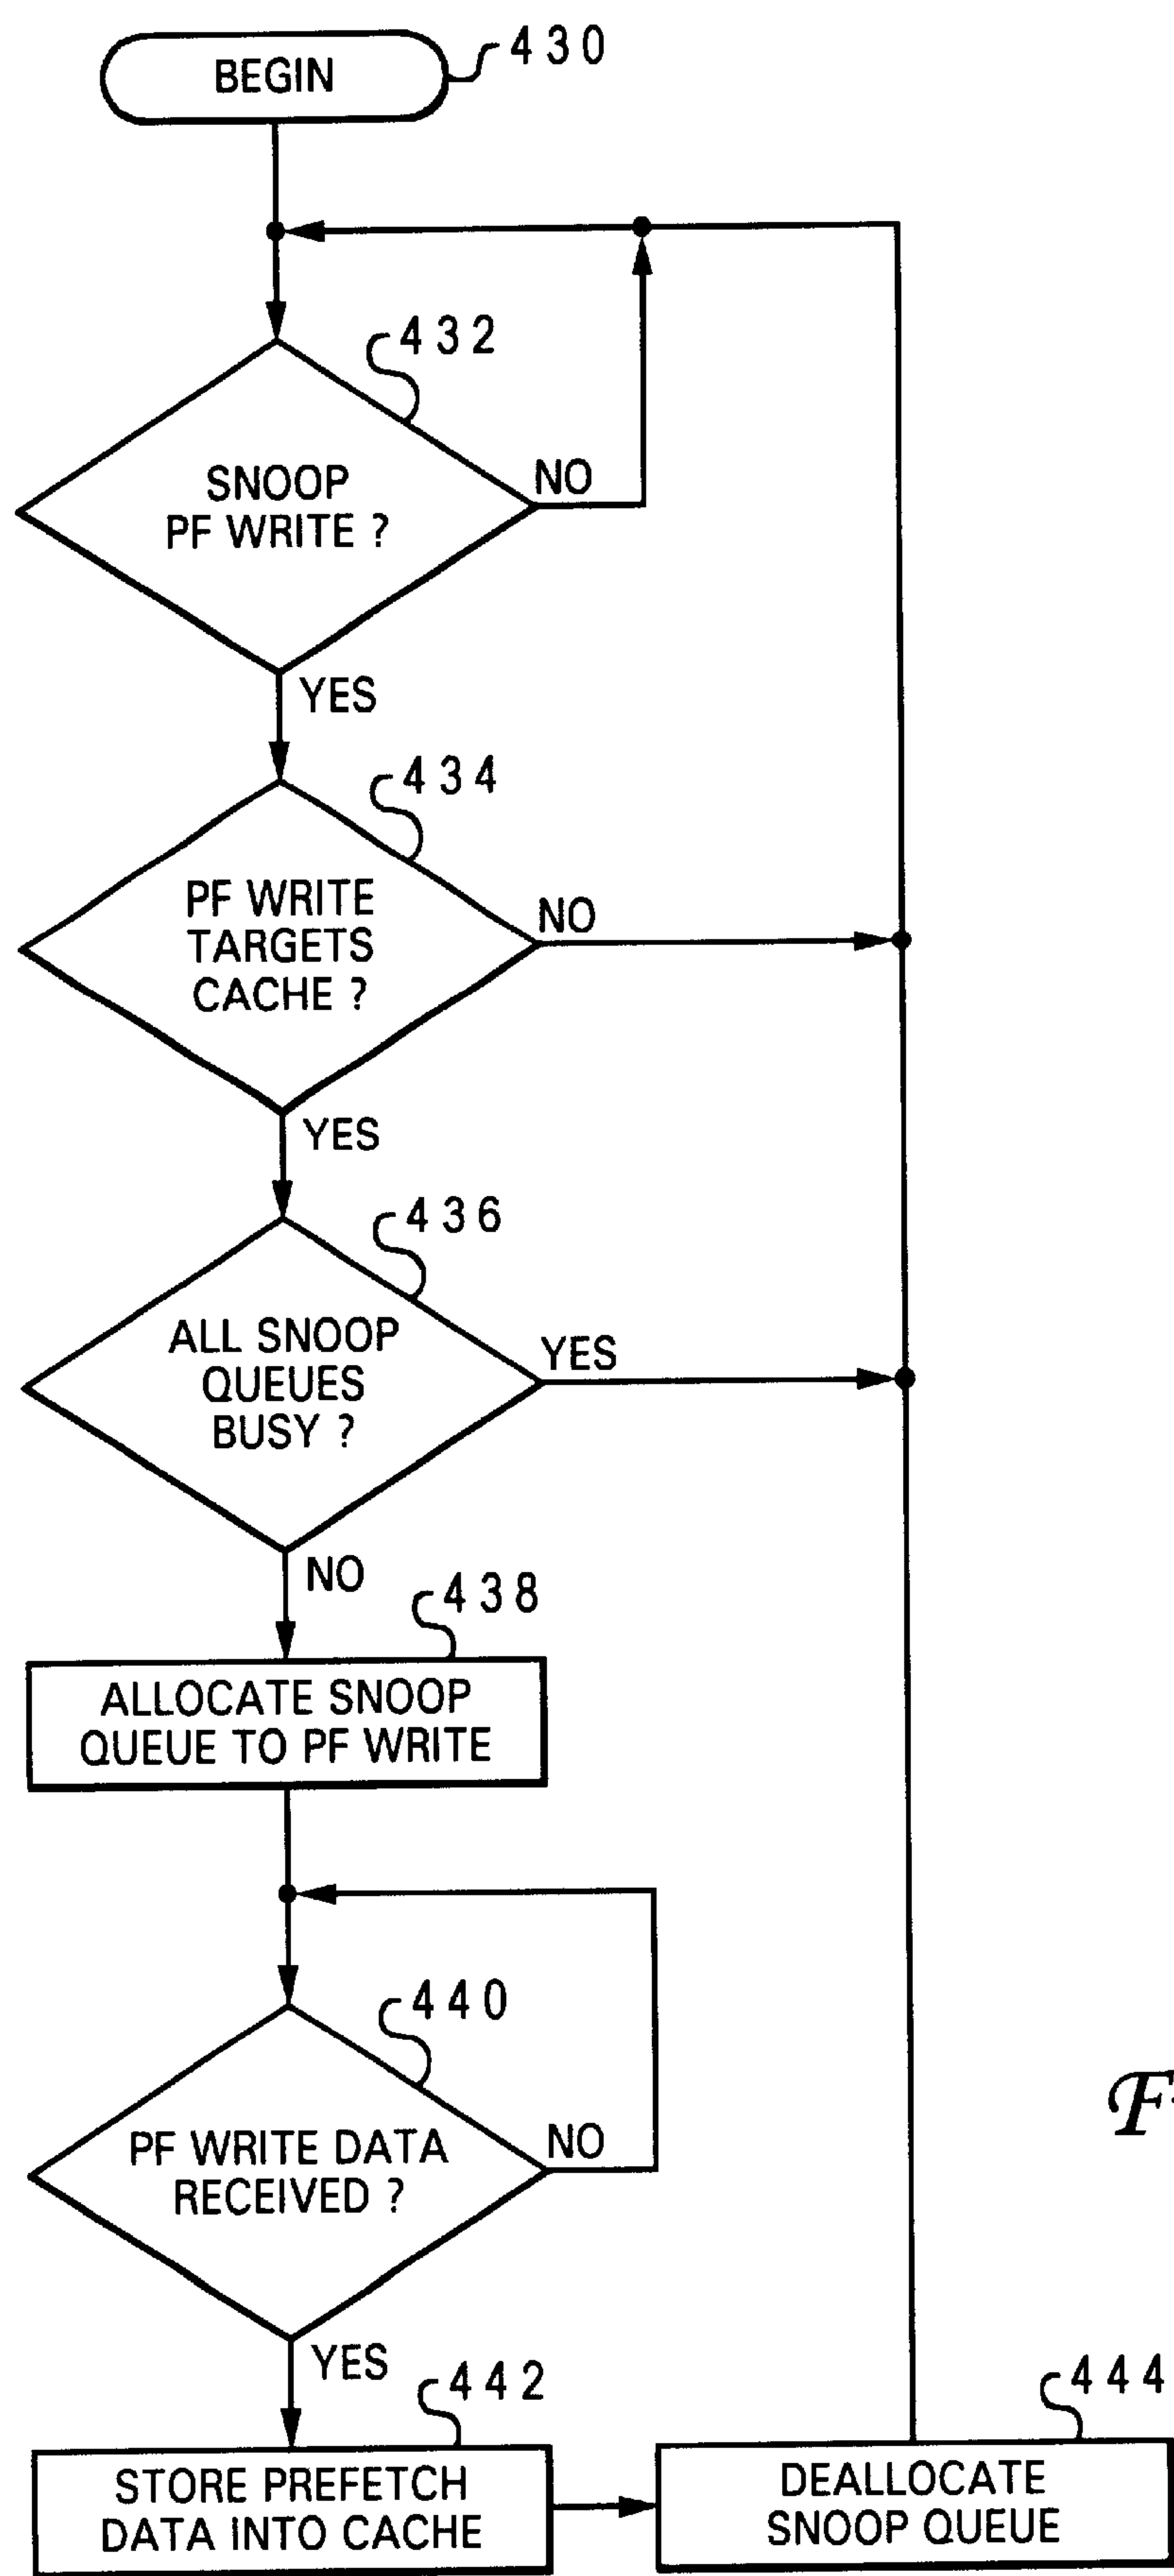 BEGIN
430
432
SNOOP
PF WRITE ?
NO
YES
434
PF WRITE
TARGETS
CACHE ?
NO
YES
436
ALL SNOOP
QUEUES
BUSY ?
YES
NO
438
ALLOCATE SNOOP
QUEUE TO PF WRITE
440
PF WRITE DATA
RECEIVED ?
NO
YES
442
STORE PREFETCH
DATA INTO CACHE
444
DEALLOCATE
SNOOP QUEUE